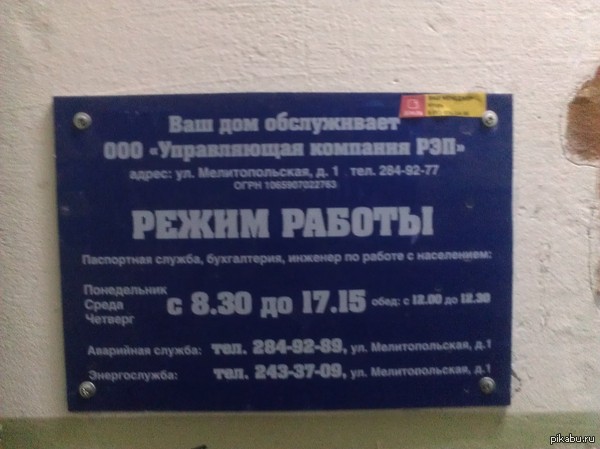 Ваш дом обслуживает
ООО «Управляющая компания РЭП»
адрес: ул. Мелитопольская, д. 1 тел. 284-92-77
ОГРН 1065907022763
РЕЖИМ РАБОТЫ
Паспортная служба, бухгалтерия, инженер по работе с населением:
Понедельник
Среда
Четверг
с 8.30 до 17.15 обед: с 12.00 до 12.30
Аварийная служба: тел. 284-92-89, ул. Мелитопольская, д.1
Энергослужба: тел. 243-37-09, ул. Мелитопольская, д.1
pikabu.ru